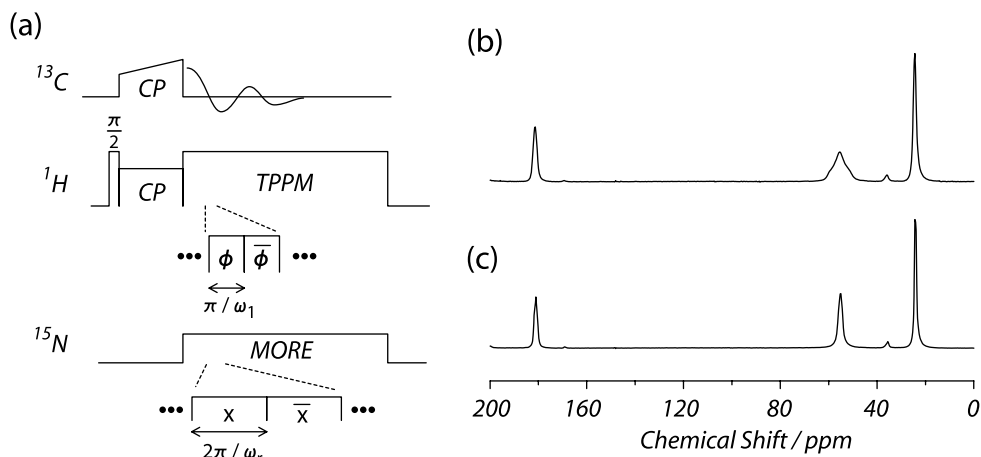 (a)
¹³C
CP
π/2
¹H
CP
TPPM
••• ϕ ϕ̅ •••
π / ω₁
¹⁵N
MORE
••• x x̅ •••
2π / ωᵣ
(b)
(c)
200 160 120 80 40 0
Chemical Shift / ppm